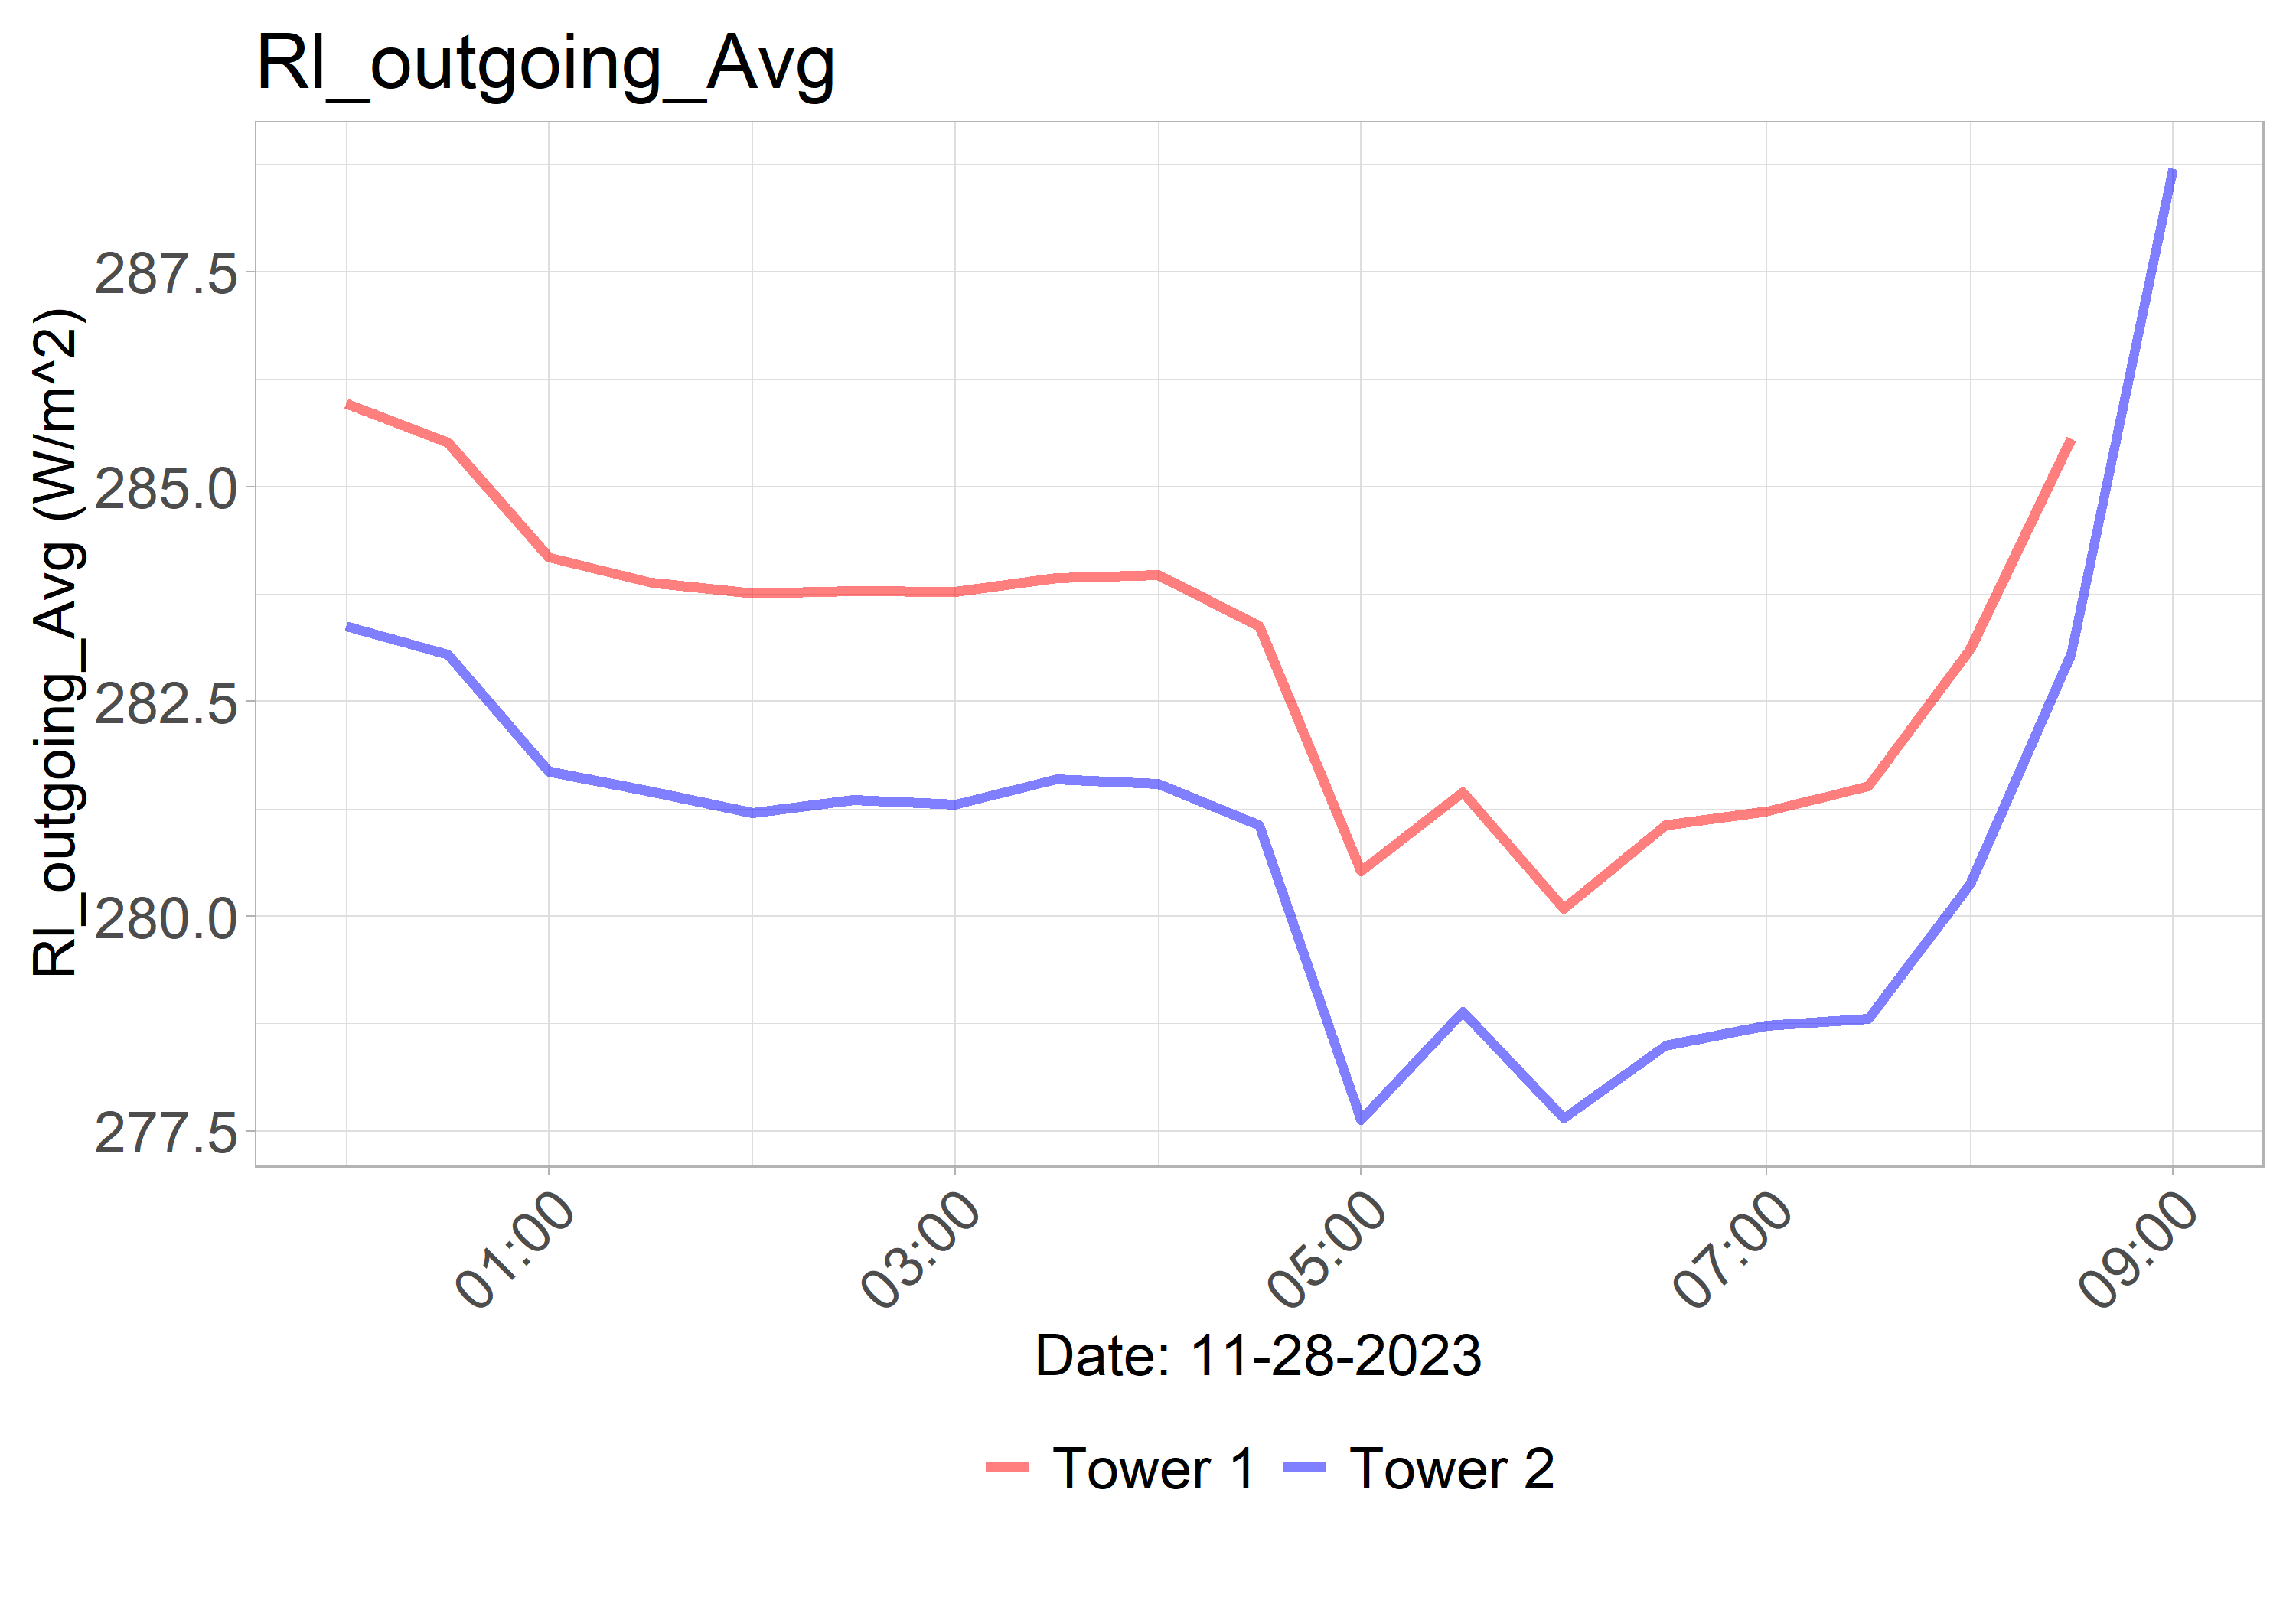 Rl_outgoing_Avg
Rl_outgoing_Avg (W/m^2)
287.5
285.0
282.5
280.0
277.5
01:00
03:00
05:00
07:00
09:00
Date: 11-28-2023
Tower 1
Tower 2